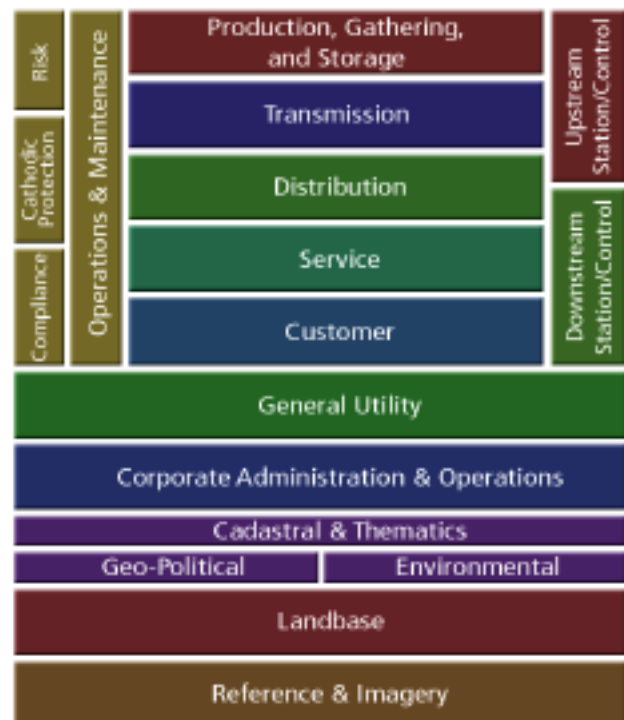 Risk
Cathodic
Protection
Compliance
Operations & Maintenance
Production, Gathering,
and Storage
Transmission
Distribution
Service
Customer
Upstream
Station/Control
Downstream
Station/Control
General Utility
Corporate Administration & Operations
Cadastral & Thematics
Geo-Political
Environmental
Landbase
Reference & Imagery